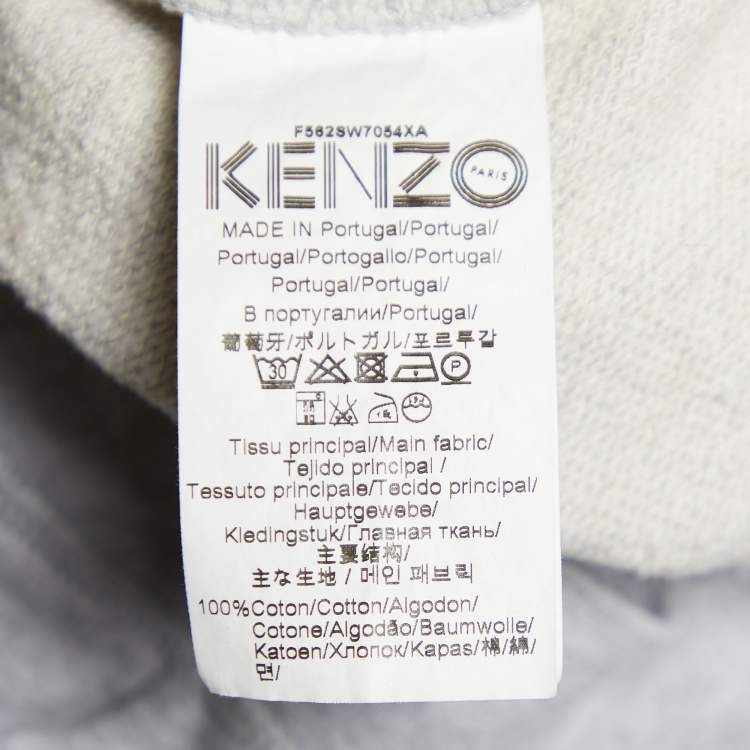 F562SW7054XA
KENZO
PARIS
MADE IN Portugal/Portugal/
Portugal/Portogallo/Portugal/
Portugal/Portugal/
В португалии/Portugal/
葡萄牙/ポルトガル/포르투갈
30 P
Tissu principal/Main fabric/
Tejido principal /
Tessuto principale/Tecido principal/
Hauptgewebe/
Kledingstuk/Главная ткань/
主要结构/
主な生地 / 메인 패브릭
100%Coton/Cotton/Algodon/
Cotone/Algodão/Baumwolle/
Katoen/Хлопок/Kapas/棉/綿/
면/